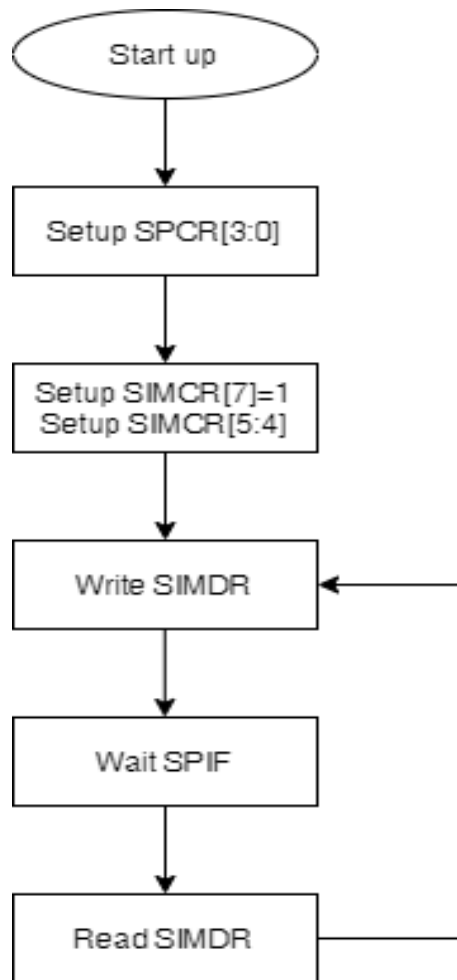 Start up
Setup SPCR[3:0]
Setup SIMCR[7]=1
Setup SIMCR[5:4]
Write SIMDR
Wait SPIF
Read SIMDR